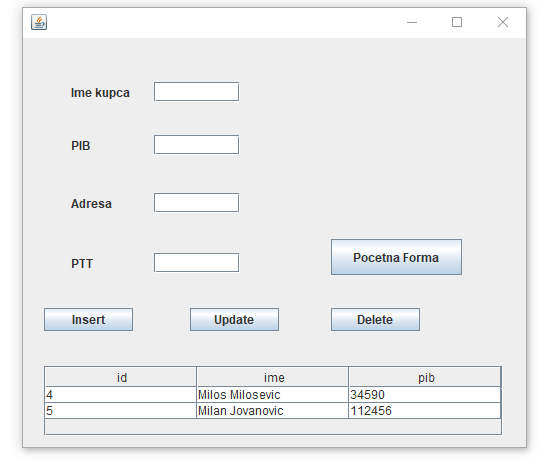 Ime kupca
PIB
Adresa
PTT
Pocetna Forma
Insert Update Delete
id ime pib
4 Milos Milosevic 34590
5 Milan Jovanovic 112456